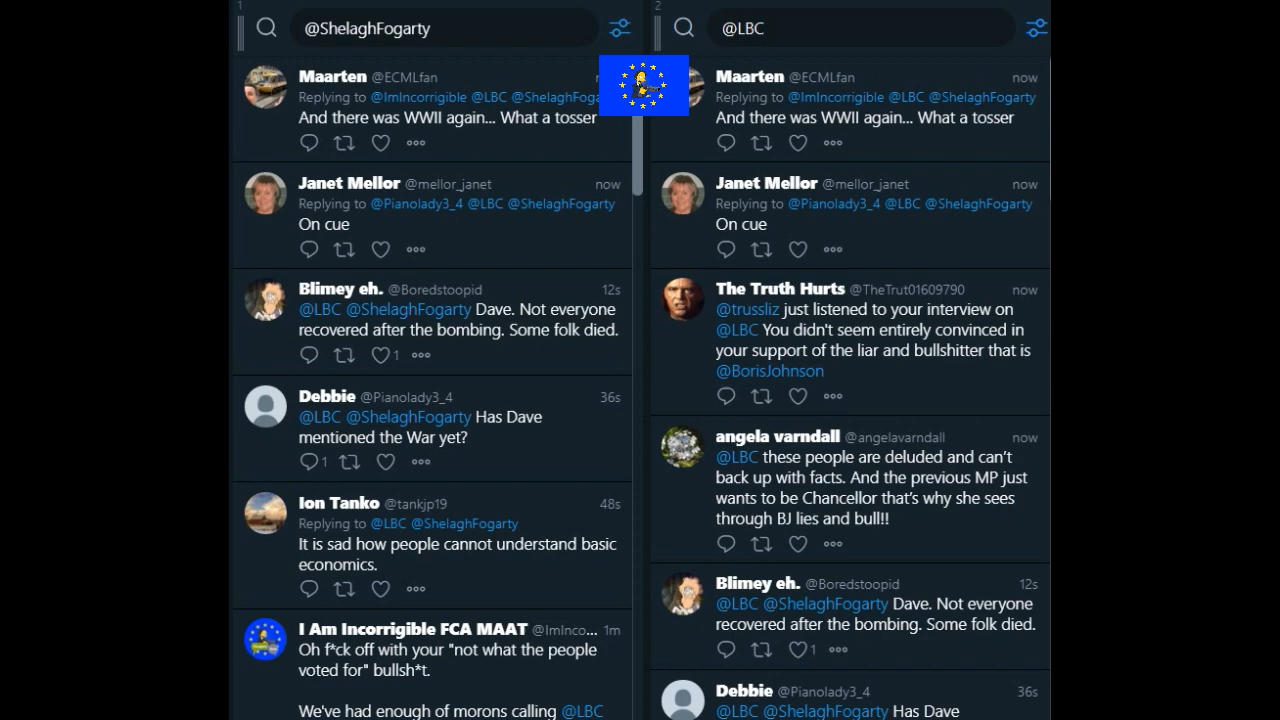 1
@ShelaghFogarty
Maarten @ECMLfan
Replying to @ImIncorrigible @LBC @ShelaghFoga
And there was WWII again... What a tosser
Janet Mellor @mellor_janet now
Replying to @Pianolady3_4 @LBC @ShelaghFogarty
On cue
Blimey eh. @Boredstoopid 12s
@LBC @ShelaghFogarty Dave. Not everyone
recovered after the bombing. Some folk died.
1
Debbie @Pianolady3_4 36s
@LBC @ShelaghFogarty Has Dave
mentioned the War yet?
1
Ion Tanko @tankjp19 48s
Replying to @LBC @ShelaghFogarty
It is sad how people cannot understand basic
economics.
I Am Incorrigible FCA MAAT @ImInco... 1m
Oh f*ck off with your "not what the people
voted for" bullsh*t.
We've had enough of morons calling @LBC
2
@LBC
Maarten @ECMLfan now
Replying to @ImIncorrigible @LBC @ShelaghFogarty
And there was WWII again... What a tosser
Janet Mellor @mellor_janet now
Replying to @Pianolady3_4 @LBC @ShelaghFogarty
On cue
The Truth Hurts @TheTrut01609790 now
@trussliz just listened to your interview on
@LBC You didn't seem entirely convinced in
your support of the liar and bullshitter that is
@BorisJohnson
angela varndall @angelavarndall now
@LBC these people are deluded and can't
back up with facts. And the previous MP just
wants to be Chancellor that's why she sees
through BJ lies and bull!!
Blimey eh. @Boredstoopid 12s
@LBC @ShelaghFogarty Dave. Not everyone
recovered after the bombing. Some folk died.
1
Debbie @Pianolady3_4 36s
@LBC @ShelaghFogarty Has Dave